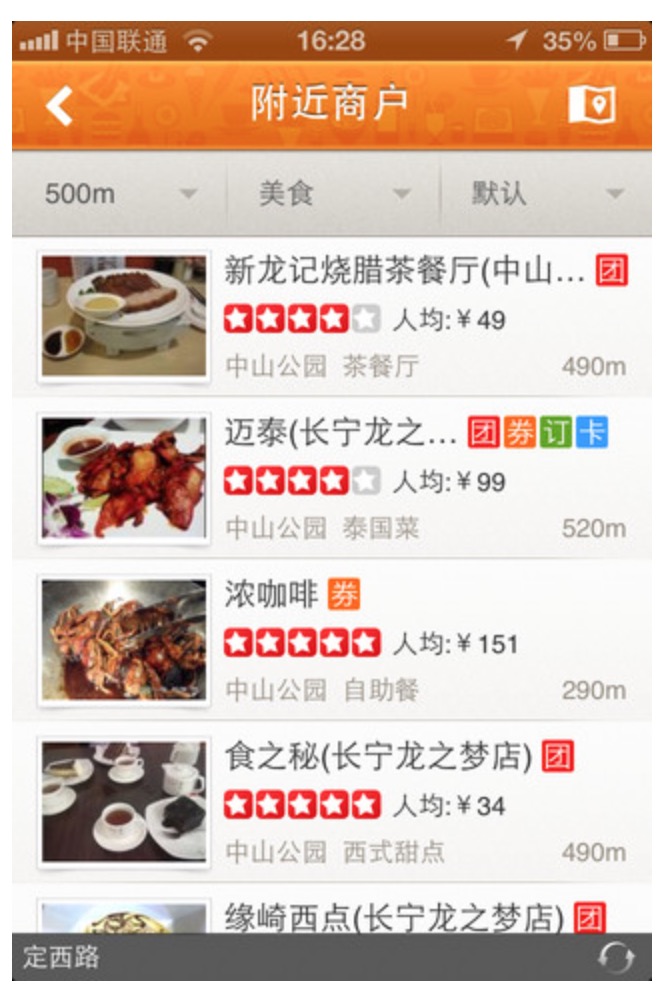 中国联通 16:28 35%
附近商户
500m 美食 默认
新龙记烧腊茶餐厅(中山... 团
人均:¥49
中山公园 茶餐厅 490m
迈泰(长宁龙之... 团 券 订 卡
人均:¥99
中山公园 泰国菜 520m
浓咖啡 券
人均:¥151
中山公园 自助餐 290m
食之秘(长宁龙之梦店) 团
人均:¥34
中山公园 西式甜点 490m
缘崎西点(长宁龙之梦店) 团
定西路